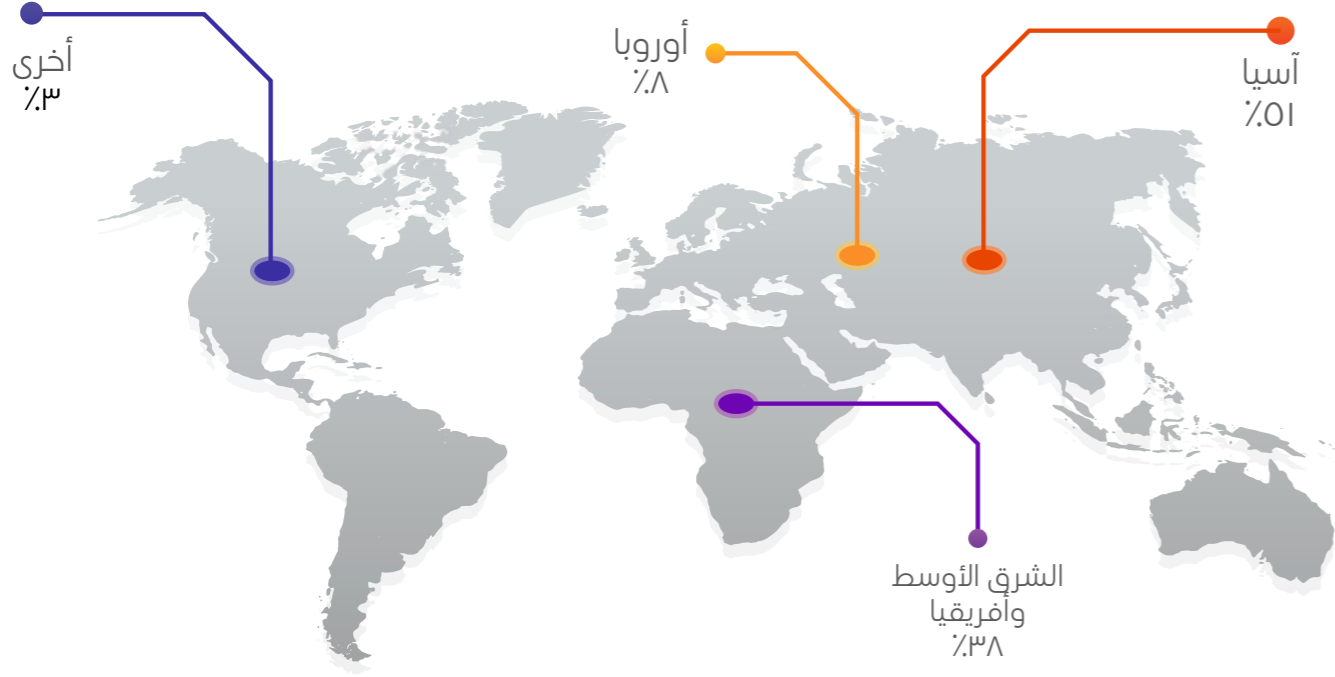 آسيا
٥١٪
أوروبا
٨٪
أخرى
٣٪
الشرق الأوسط
وأفريقيا
٣٨٪